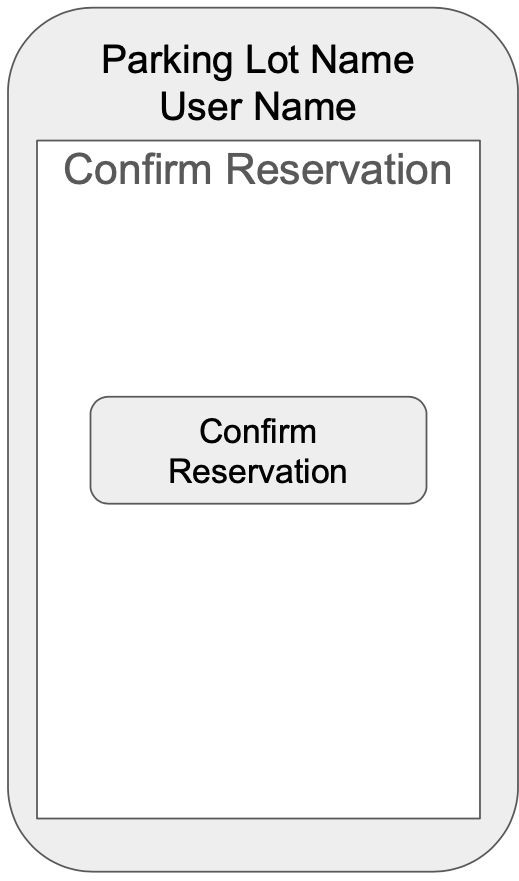 Parking Lot Name
User Name
Confirm Reservation
Confirm
Reservation